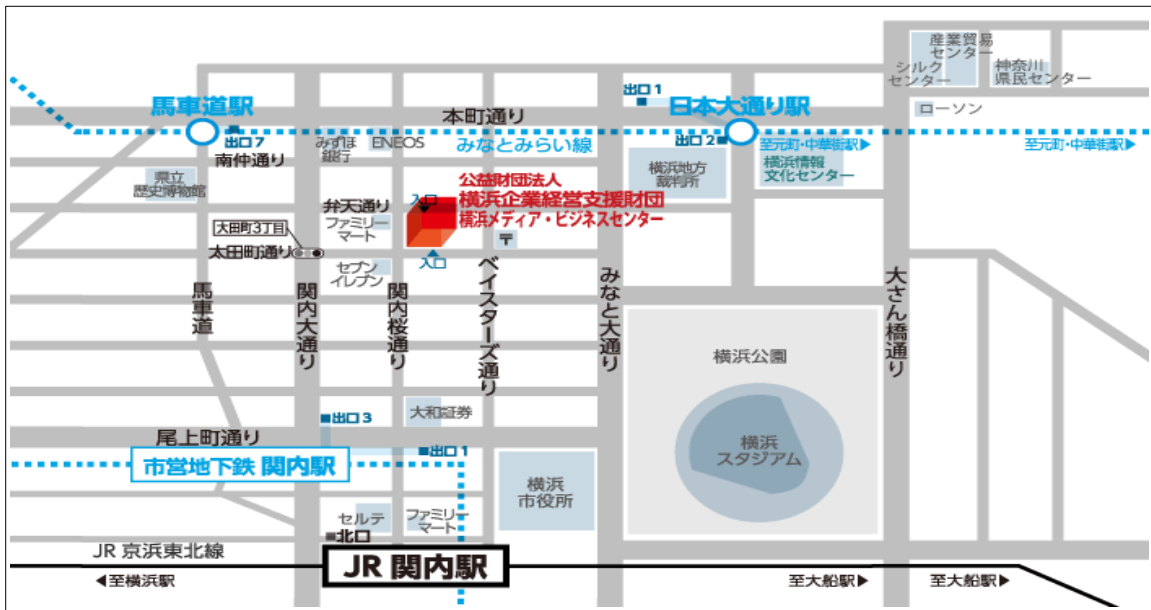 産業貿易
センター
シルク
センター
神奈川
県民センター
出口1
馬車道駅
本町通り
日本大通り駅
ローソン
出口7
みずほ
銀行
ENEOS
みなとみらい線
出口2
至元町・中華街駅▶
至元町・中華街駅▶
南仲通り
県立
歴史博物館
横浜地方
裁判所
横浜情報
文化センター
公益財団法人
横浜企業経営支援財団
横浜メディア・ビジネスセンター
入口
弁天通り
ファミリー
マート
大田町3丁目
太田町通り
〒
入口
セブン
イレブン
馬車道
関内大通り
関内桜通り
ベイスターズ通り
みなと大通り
大さん橋通り
横浜公園
出口3
大和証券
尾上町通り
出口1
横浜
スタジアム
市営地下鉄 関内駅
横浜
市役所
セルテ
ファミリー
マート
北口
JR 京浜東北線
JR 関内駅
◀至横浜駅
至大船駅▶
至大船駅▶